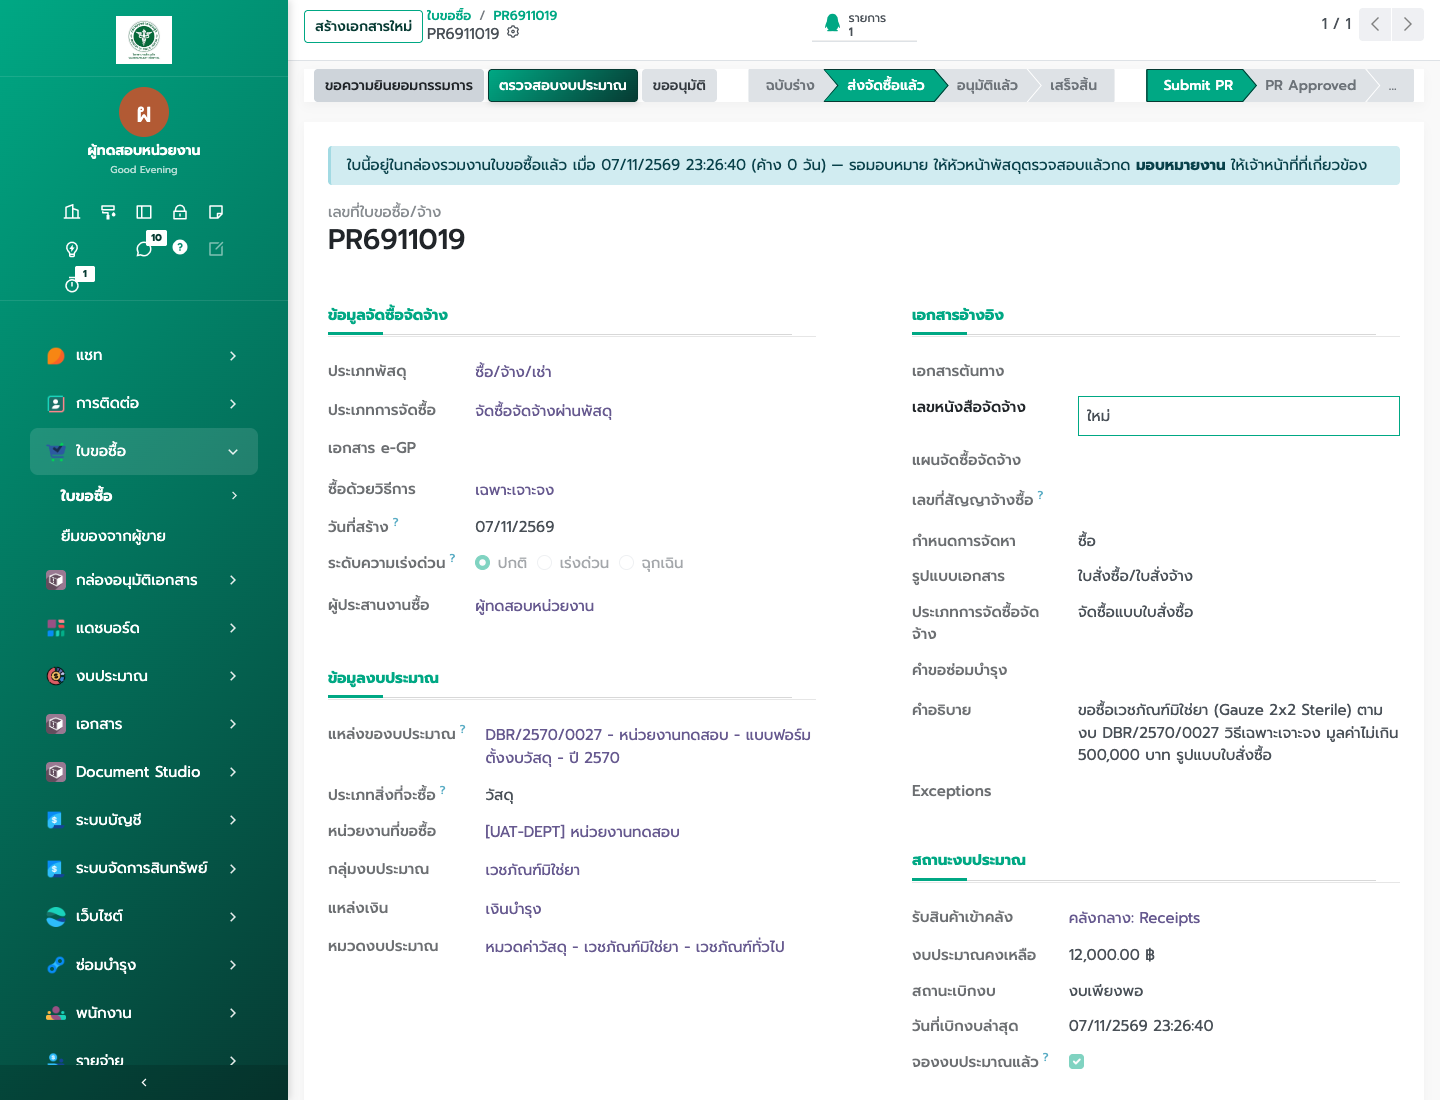 สร้างเอกสารใหม่
ใบขอซื้อ / PR6911019
PR6911019
รายการ
1
1 / 1
ผ
ผู้ทดสอบหน่วยงาน
Good Evening
10
1
แชท
การติดต่อ
ใบขอซื้อ
ใบขอซื้อ
ยืมของจากผู้ขาย
กล่องอนุมัติเอกสาร
แดชบอร์ด
งบประมาณ
เอกสาร
Document Studio
ระบบบัญชี
ระบบจัดการสินทรัพย์
เว็บไซต์
ซ่อมบำรุง
พนักงาน
รายจ่าย
ขอความยินยอมกรรมการ
ตรวจสอบงบประมาณ
ขออนุมัติ
ฉบับร่าง
ส่งจัดซื้อแล้ว
อนุมัติแล้ว
เสร็จสิ้น
Submit PR
PR Approved
...
ใบนี้อยู่ในกล่องรวมงานใบขอซื้อแล้ว เมื่อ 07/11/2569 23:26:40 (ค้าง 0 วัน) — รอมอบหมาย ให้หัวหน้าพัสดุตรวจสอบแล้วกด มอบหมายงาน ให้เจ้าหน้าที่ที่เกี่ยวข้อง
เลขที่ใบขอซื้อ/จ้าง
PR6911019
ข้อมูลจัดซื้อจัดจ้าง
ประเภทพัสดุ ซื้อ/จ้าง/เช่า
ประเภทการจัดซื้อ จัดซื้อจัดจ้างผ่านพัสดุ
เอกสาร e-GP
ซื้อด้วยวิธีการ เฉพาะเจาะจง
วันที่สร้าง ? 07/11/2569
ระดับความเร่งด่วน ? ปกติ เร่งด่วน ฉุกเฉิน
ผู้ประสานงานซื้อ ผู้ทดสอบหน่วยงาน
ข้อมูลงบประมาณ
แหล่งของบประมาณ ? DBR/2570/0027 - หน่วยงานทดสอบ - แบบฟอร์ม
ตั้งงบวัสดุ - ปี 2570
ประเภทสิ่งที่จะซื้อ ? วัสดุ
หน่วยงานที่ขอซื้อ [UAT-DEPT] หน่วยงานทดสอบ
กลุ่มงบประมาณ เวชภัณฑ์มิใช่ยา
แหล่งเงิน เงินบำรุง
หมวดงบประมาณ หมวดค่าวัสดุ - เวชภัณฑ์มิใช่ยา - เวชภัณฑ์ทั่วไป
เอกสารอ้างอิง
เอกสารต้นทาง
เลขหนังสือจัดจ้าง ใหม่
แผนจัดซื้อจัดจ้าง
เลขที่สัญญาจ้างซื้อ ?
กำหนดการจัดหา ซื้อ
รูปแบบเอกสาร ใบสั่งซื้อ/ใบสั่งจ้าง
ประเภทการจัดซื้อจัด จัดซื้อแบบใบสั่งซื้อ
จ้าง
คำขอซ่อมบำรุง
คำอธิบาย ขอซื้อเวชภัณฑ์มิใช่ยา (Gauze 2x2 Sterile) ตาม
งบ DBR/2570/0027 วิธีเฉพาะเจาะจง มูลค่าไม่เกิน
500,000 บาท รูปแบบใบสั่งซื้อ
Exceptions
สถานะงบประมาณ
รับสินค้าเข้าคลัง คลังกลาง: Receipts
งบประมาณคงเหลือ 12,000.00 ฿
สถานะเบิกงบ งบเพียงพอ
วันที่เบิกงบล่าสุด 07/11/2569 23:26:40
จองงบประมาณแล้ว ?